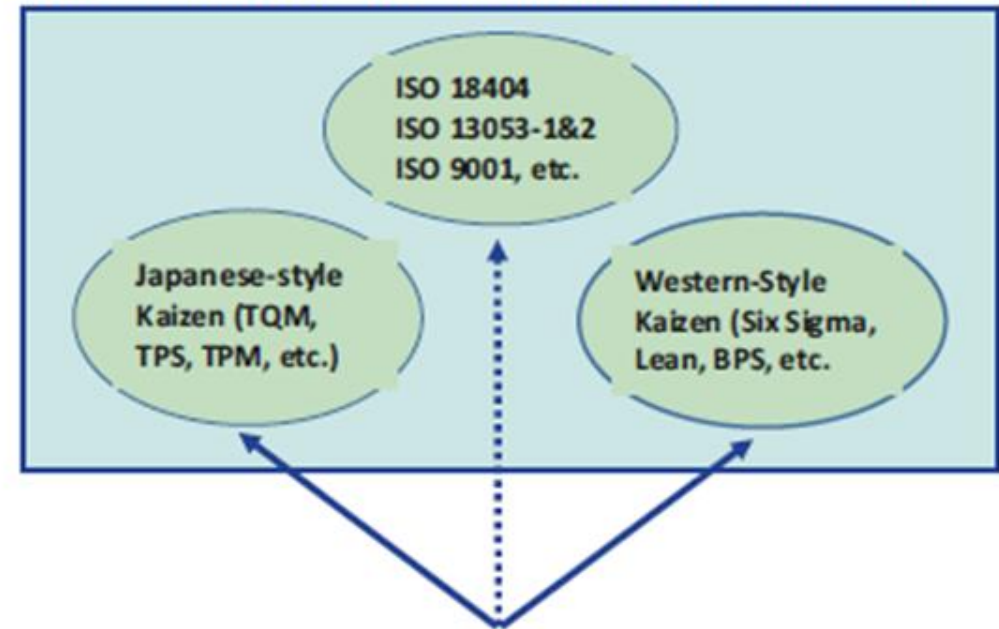 ISO 18404
ISO 13053-1&2
ISO 9001, etc.
Japanese-style
Kaizen (TQM,
TPS, TPM, etc.)
Western-Style
Kaizen (Six Sigma,
Lean, BPS, etc.